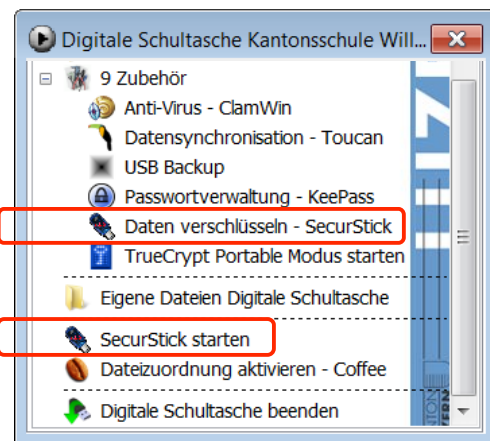 Digitale Schultasche Kantonsschule Will...
9 Zubehör
Anti-Virus - ClamWin
Datensynchronisation - Toucan
USB Backup
Passwortverwaltung - KeePass
Daten verschlüsseln - SecurStick
TrueCrypt Portable Modus starten
Eigene Dateien Digitale Schultasche
SecurStick starten
Dateizuordnung aktivieren - Coffee
Digitale Schultasche beenden